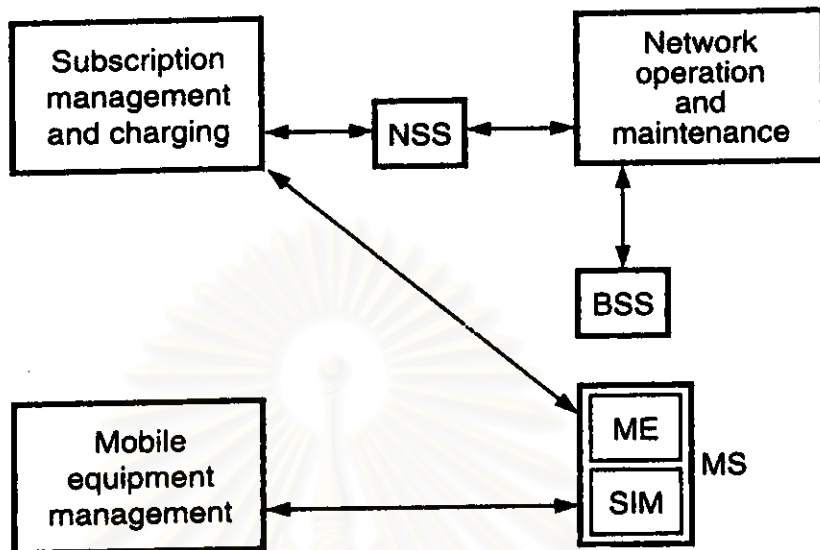 Subscription
management
and charging
NSS
Network
operation
and
maintenance
BSS
Mobile
equipment
management
ME
SIM
MS